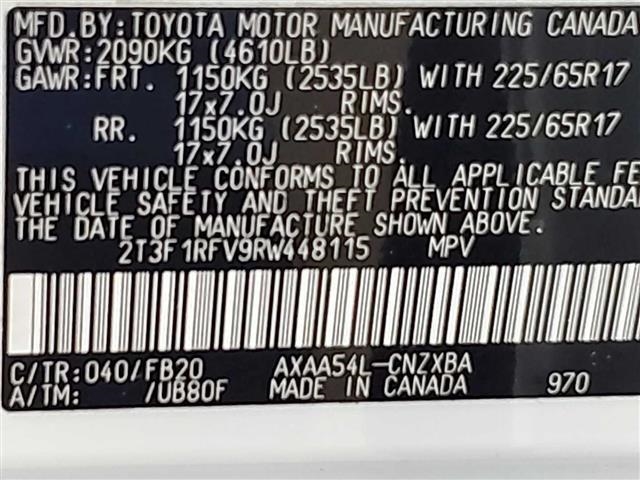 MFD.BY:TOYOTA MOTOR MANUFACTURING CANADA
GVWR:2090KG (4610LB)
GAWR:FRT. 1150KG (2535LB) WITH 225/65R17
17x7.0J RIMS.
RR. 1150KG (2535LB) WITH 225/65R17
17x7.0J RIMS.
THIS VEHICLE CONFORMS TO ALL APPLICABLE FE
VEHICLE SAFETY AND THEFT PREVENTION STANDA
THE DATE OF MANUFACTURE SHOWN ABOVE.
2T3F1RFV9RW448115 MPV
C/TR:040/FB20 AXAA54L-CNZXBA
A/TM: /UB80F MADE IN CANADA 970